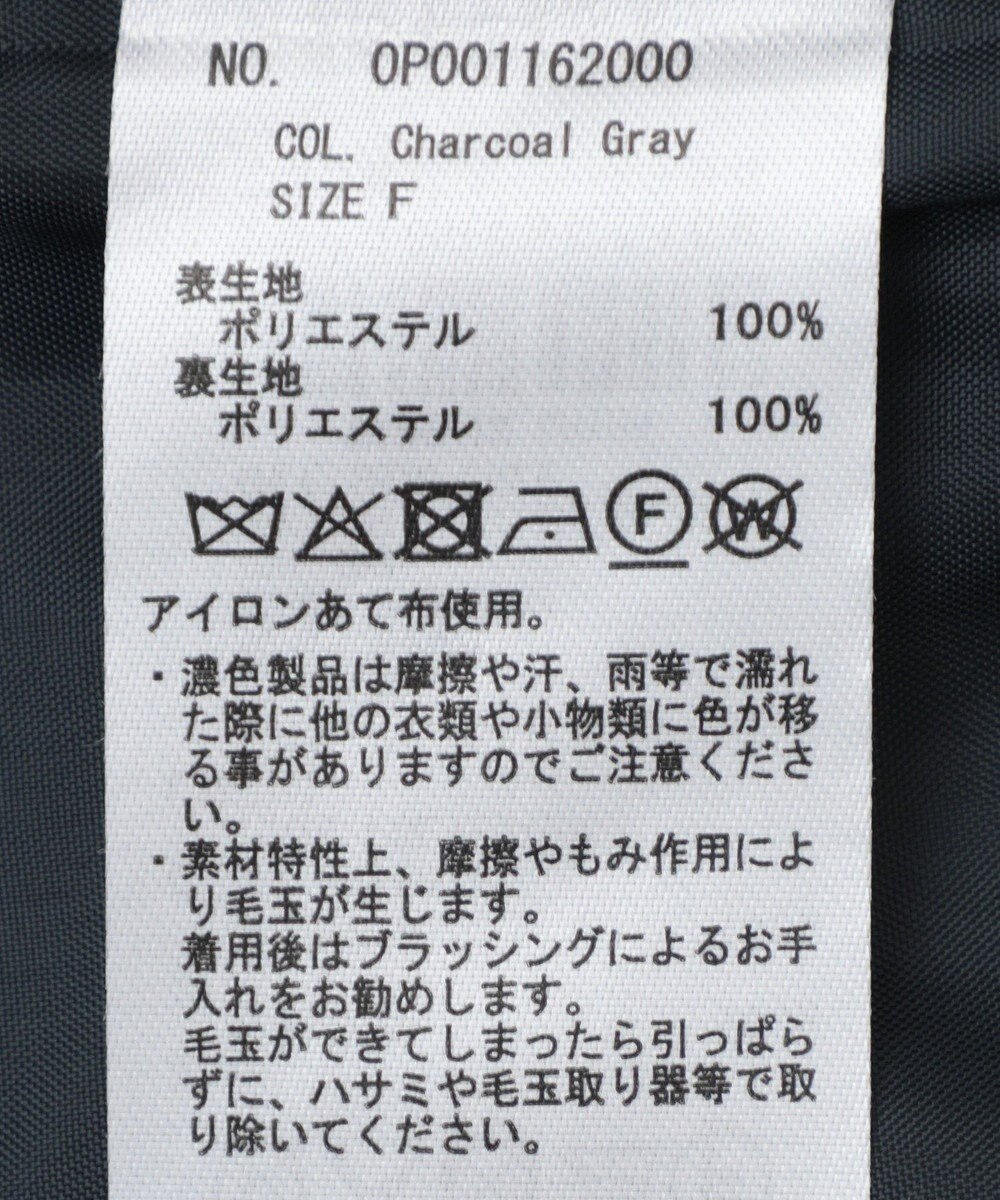 NO. OP001162000
COL. Charcoal Gray
SIZE F
表生地
ポリエステル 100%
裏生地
ポリエステル 100%
F W
アイロンあて布使用。
・濃色製品は摩擦や汗、雨等で濡れ
た際に他の衣類や小物類に色が移
る事がありますのでご注意くださ
い。
・素材特性上、摩擦やもみ作用によ
り毛玉が生じます。
着用後はブラッシングによるお手
入れをお勧めします。
毛玉ができてしまったら引っぱら
ずに、ハサミや毛玉取り器等で取
り除いてください。